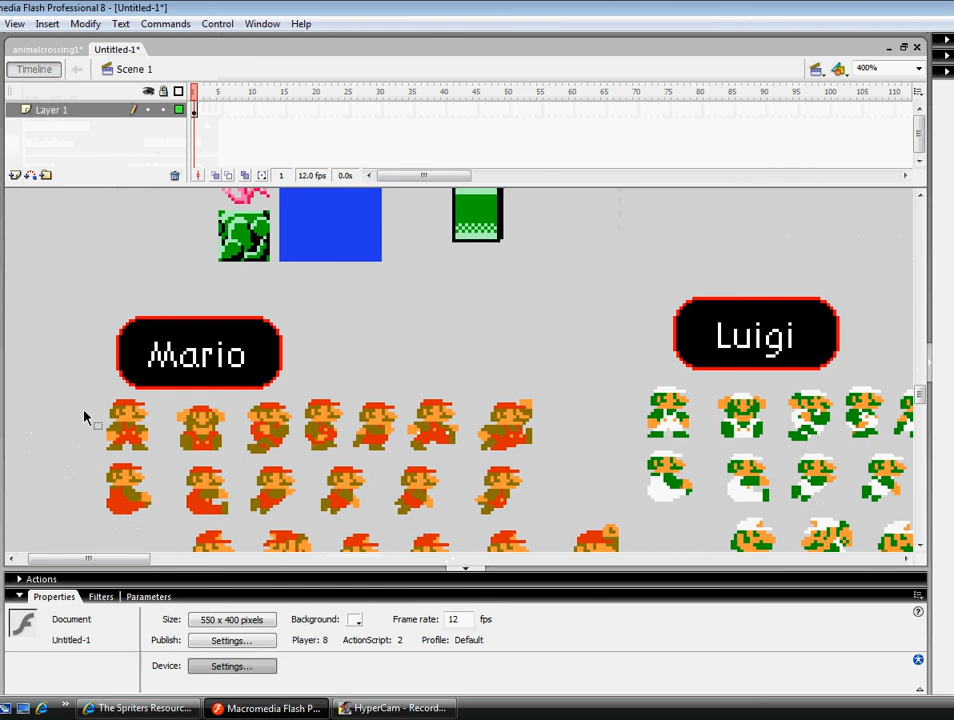 media Flash Professional 8 - [Untitled-1*]
View Insert Modify Text Commands Control Window Help
animalcrossing1* Untitled-1*
Timeline Scene 1 400%
1 5 10 15 20 25 30 35 40 45 50 55 60 65 70 75 80 85 90 95 100 105 110
Layer 1
1 12.0 fps 0.0s
Mario
Luigi
Actions
Properties Filters Parameters
Document Size: 550 x 400 pixels Background: Frame rate: 12 fps
Untitled-1 Publish: Settings... Player: 8 ActionScript: 2 Profile: Default
Device: Settings...
The Spriters Resourc... Macromedia Flash P... HyperCam - Record...